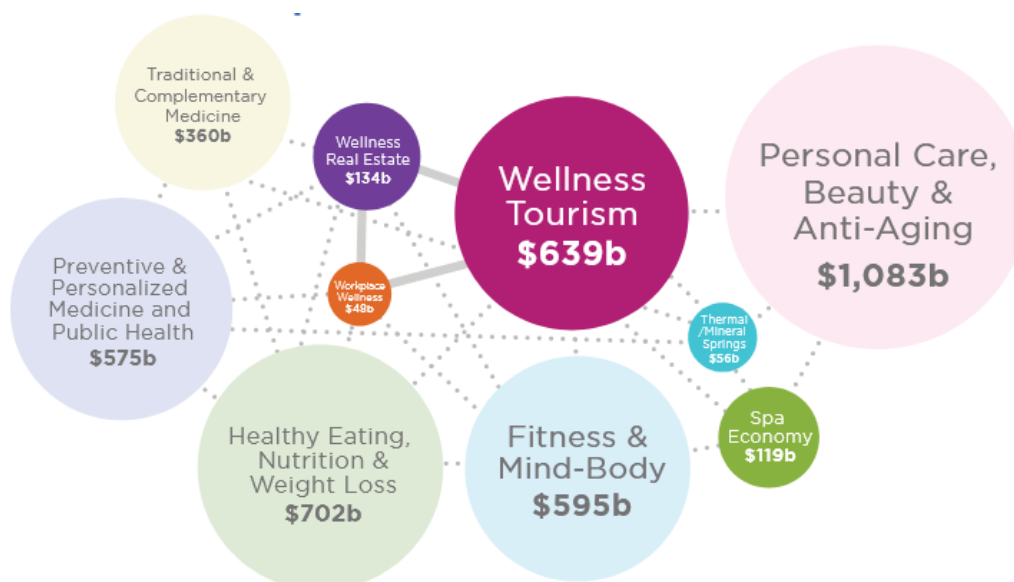 Traditional &
Complementary
Medicine
$360b
Wellness
Real Estate
$134b
Wellness
Tourism
$639b
Personal Care,
Beauty &
Anti-Aging
$1,083b
Preventive &
Personalized
Medicine and
Public Health
$575b
Workplace
Wellness
$48b
Thermal
/Mineral
Springs
$56b
Healthy Eating,
Nutrition &
Weight Loss
$702b
Fitness &
Mind-Body
$595b
Spa
Economy
$119b